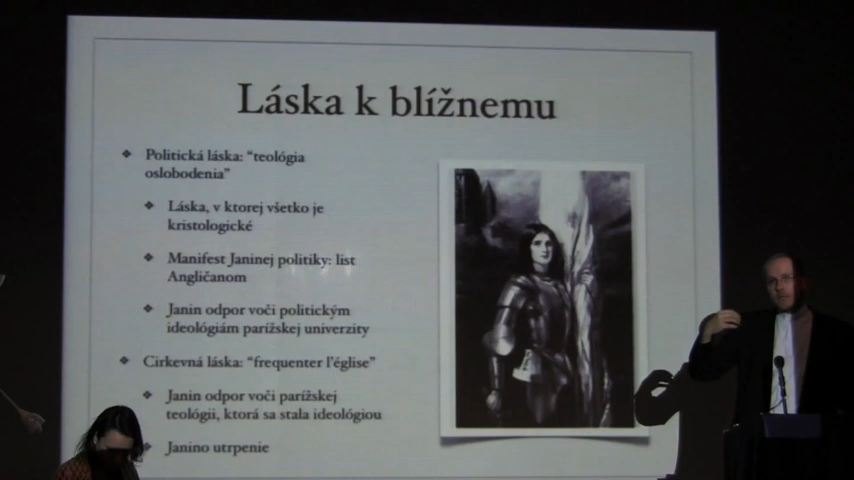 Láska k blížnemu
Politická láska: “teológia
oslobodenia”
Láska, v ktorej všetko je
kristologické
Manifest Janinej politiky: list
Angličanom
Janin odpor voči politickým
ideológiám parížskej univerzity
Cirkevná láska: “frequenter l'église”
Janin odpor voči parížskej
teológii, ktorá sa stala ideológiou
Janino utrpenie